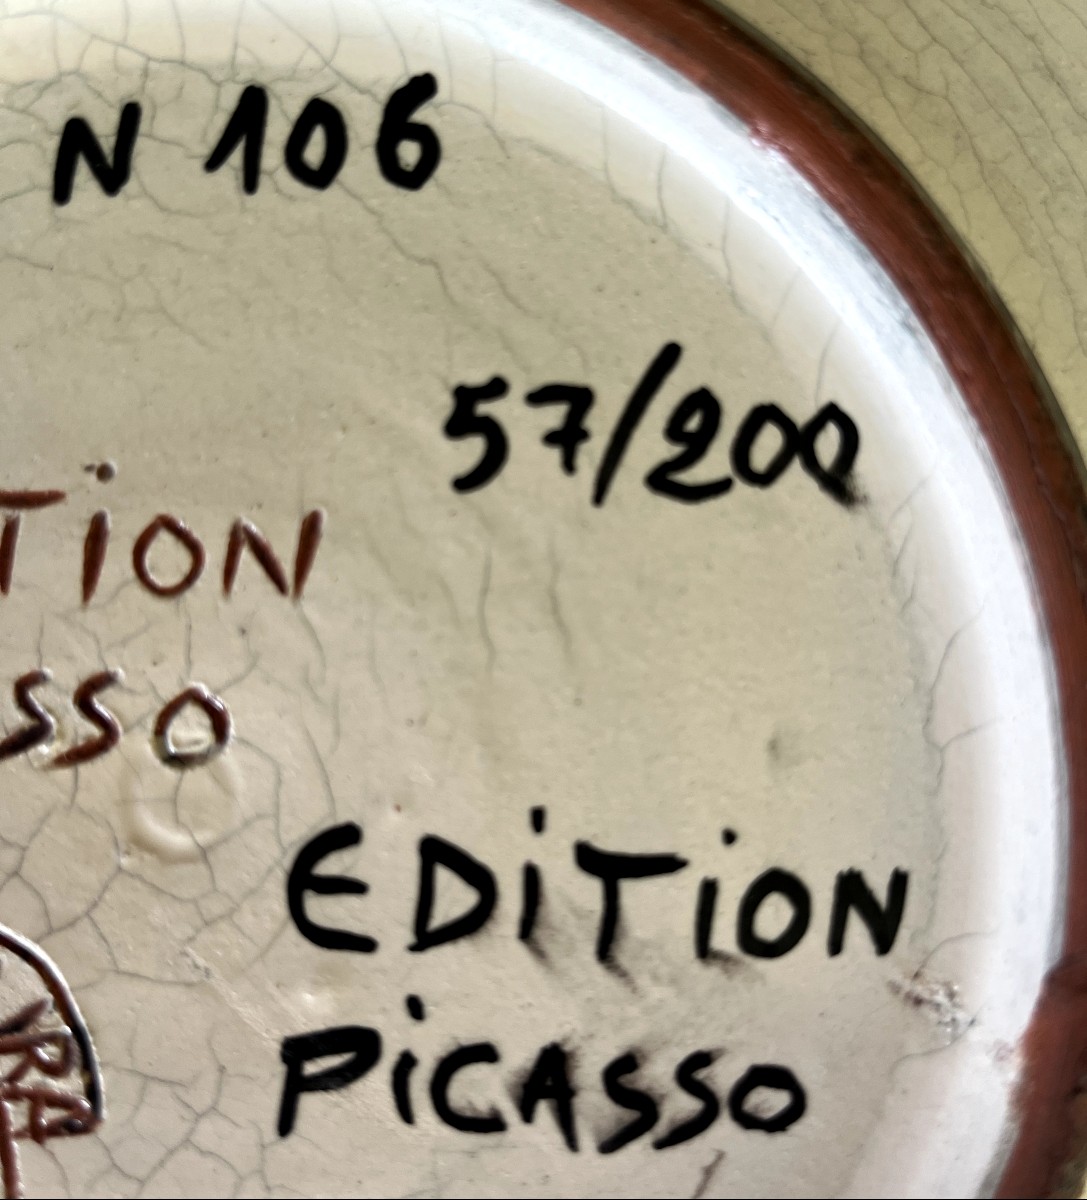 N 106
57/200
TiON
SSO
EDiTiON
PiCASSO